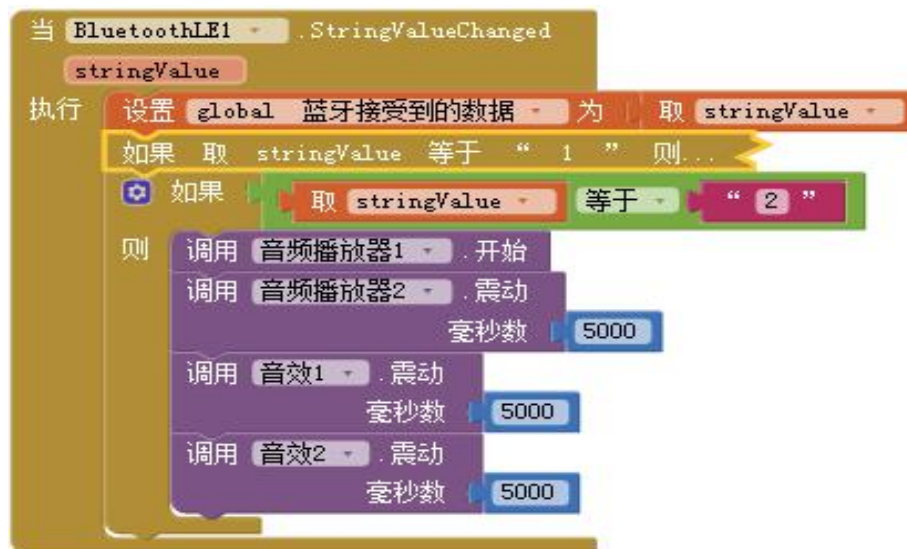 当 BluetoothLE1 .StringValueChanged
stringValue
执行 设置 global 蓝牙接受到的数据 为 取 stringValue
如果 取 stringValue 等于 “ 1 ” 则...
如果 取 stringValue 等于 “ 2 ”
则 调用 音频播放器1 .开始
调用 音频播放器2 .震动
毫秒数 5000
调用 音效1 .震动
毫秒数 5000
调用 音效2 .震动
毫秒数 5000